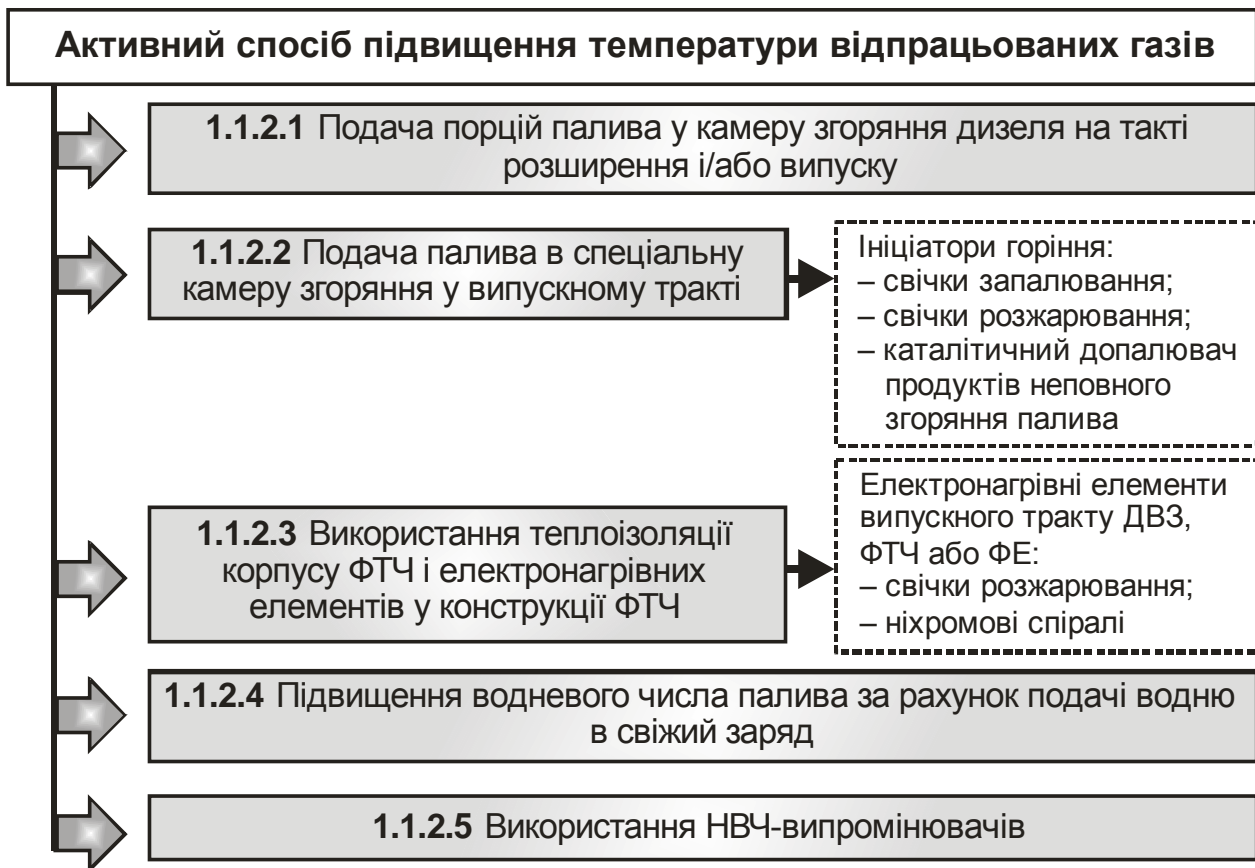 Активний спосіб підвищення температури відпрацьованих газів
1.1.2.1 Подача порцій палива у камеру згоряння дизеля на такті
розширення і/або випуску
1.1.2.2 Подача палива в спеціальну
камеру згоряння у випускному тракті
Ініціатори горіння:
– свічки запалювання;
– свічки розжарювання;
– каталітичний допалювач
продуктів неповного
згоряння палива
1.1.2.3 Використання теплоізоляції
корпусу ФТЧ і електронагрівних
елементів у конструкції ФТЧ
Електронагрівні елементи
випускного тракту ДВЗ,
ФТЧ або ФЕ:
– свічки розжарювання;
– ніхромові спіралі
1.1.2.4 Підвищення водневого числа палива за рахунок подачі водню
в свіжий заряд
1.1.2.5 Використання НВЧ-випромінювачів